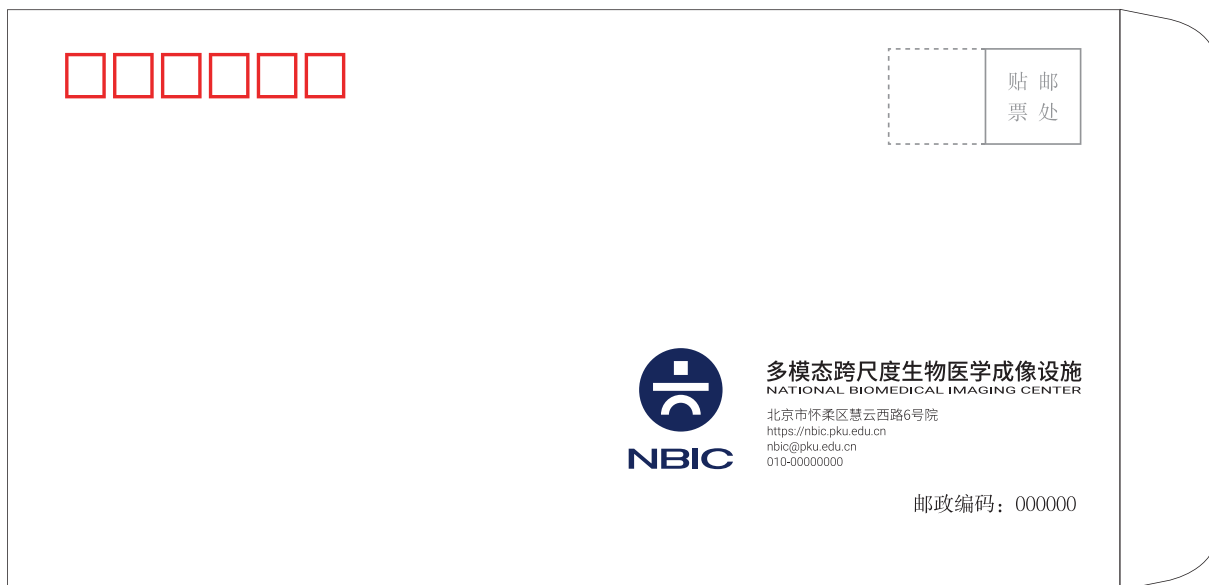 贴 邮
票 处
多模态跨尺度生物医学成像设施
NATIONAL BIOMEDICAL IMAGING CENTER
北京市怀柔区慧云西路6号院
https://nbic.pku.edu.cn
nbic@pku.edu.cn
010-00000000
NBIC
邮政编码：000000